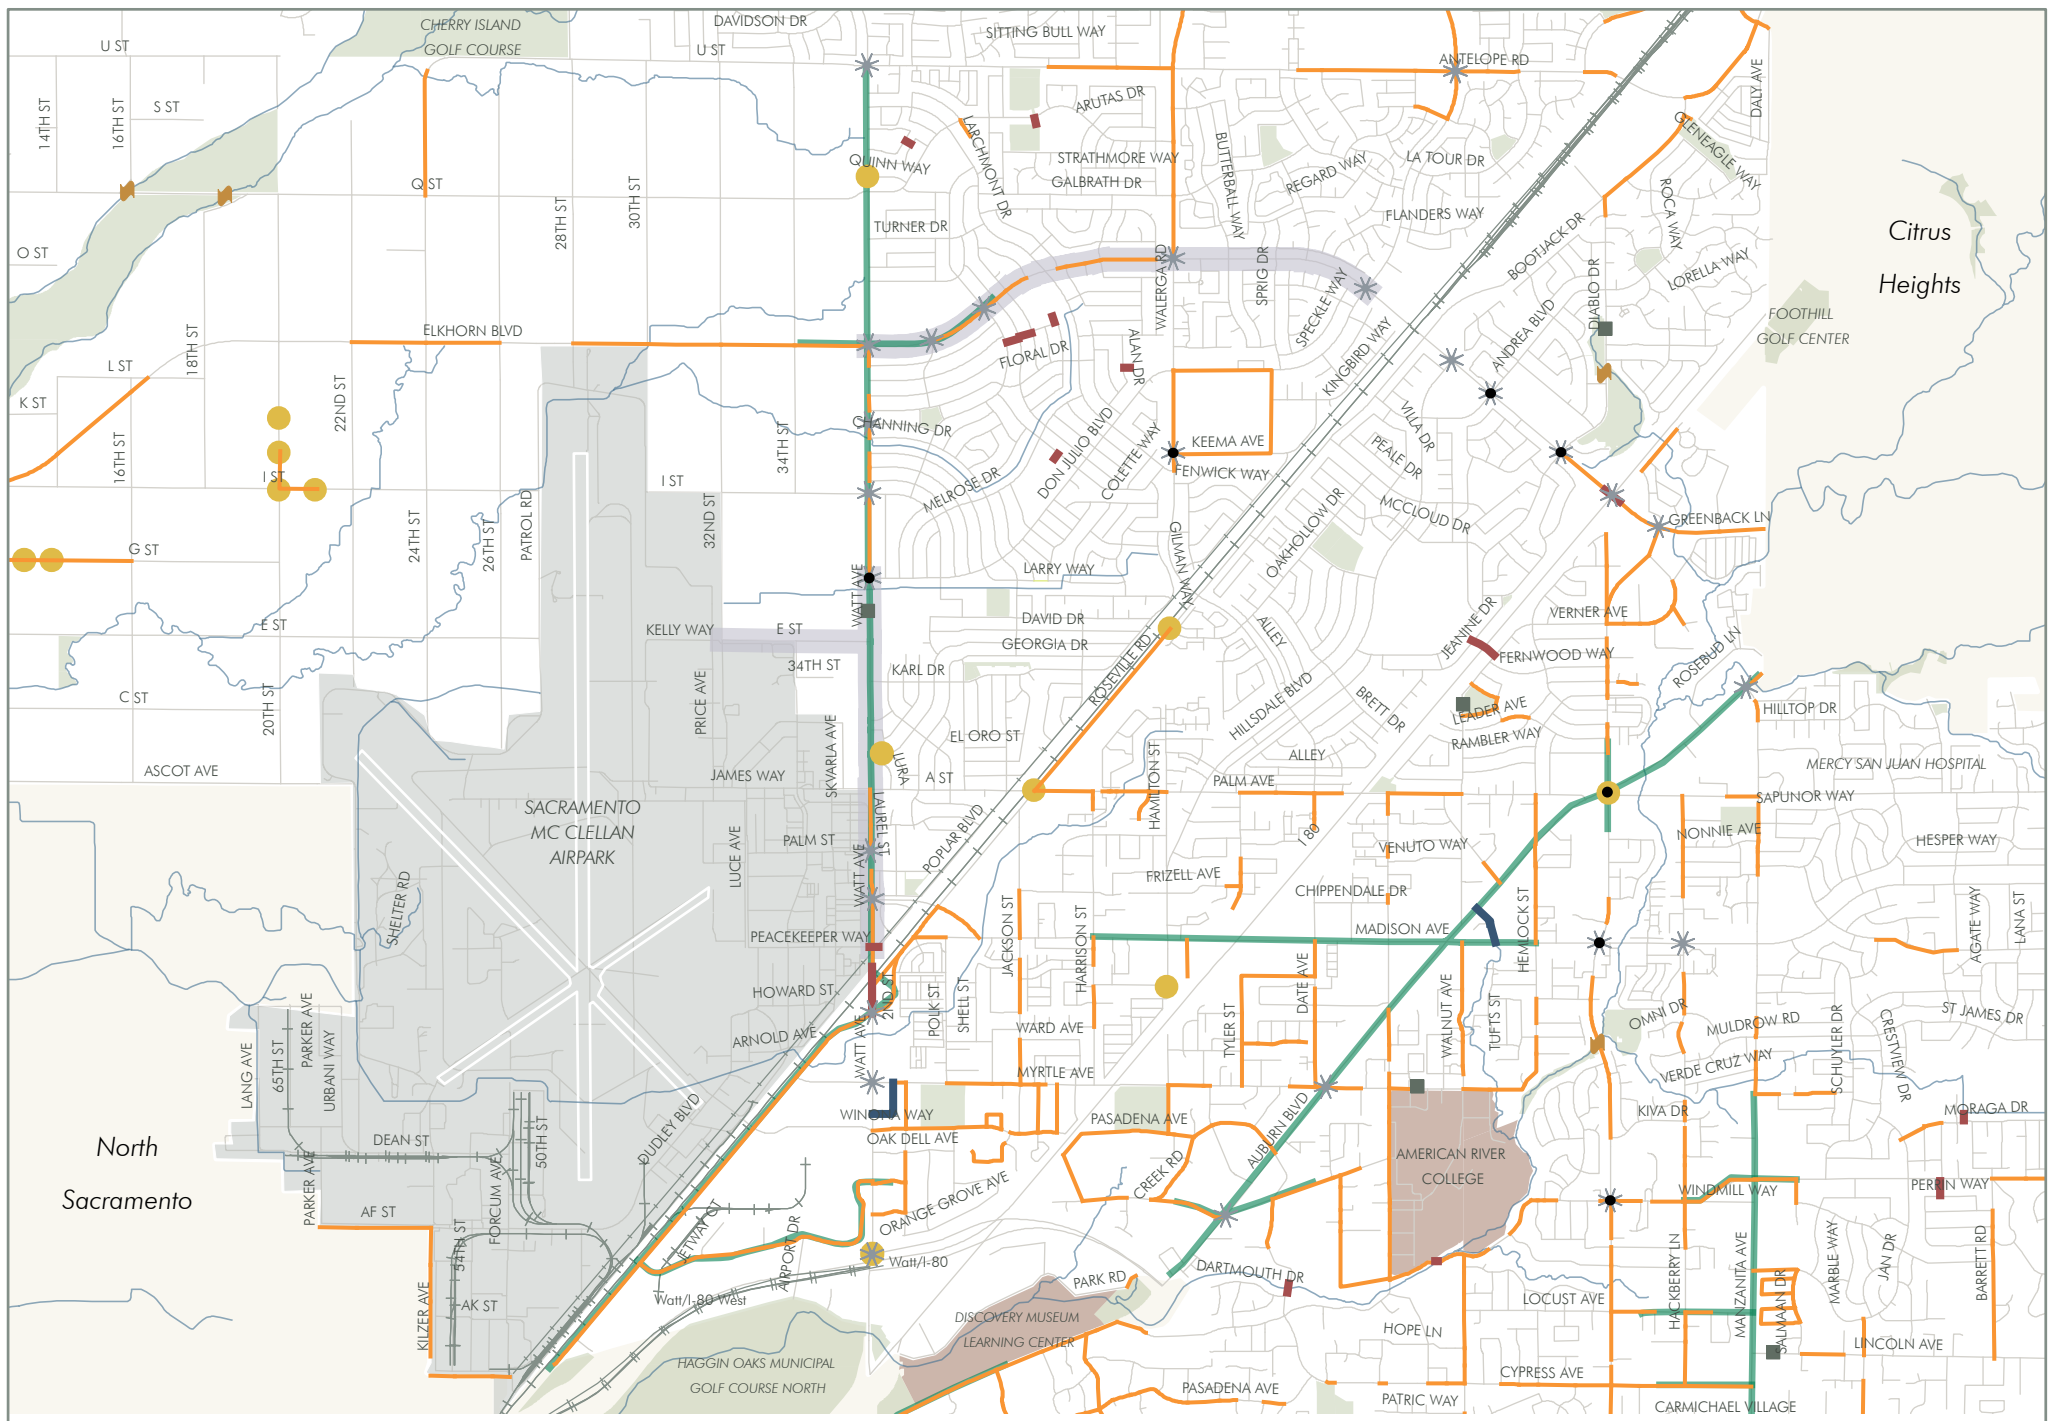 CHERRY ISLAND
GOLF COURSE
DAVIDSON DR
SITTING BULL WAY
U ST
U ST
ANTELOPE RD
DALY AVE
14TH ST
16TH ST
S ST
ARUTAS DR
LARCHMONT DR
GLENEAGLE WAY
QUINN WAY
STRATHMORE WAY
GALBRATH DR
BUTTERBALL WAY
REGARD WAY
LA TOUR DR
Q ST
28TH ST
30TH ST
TURNER DR
FLANDERS WAY
ROCA WAY
BOOTJACK DR
Citrus
Heights
O ST
WALERGA RD
SPRIG DR
SPECKLE WAY
LORELLA WAY
DIABLO DR
FOOTHILL
GOLF CENTER
ELKHORN BLVD
18TH ST
L ST
K ST
22ND ST
FLORAL DR
ALAN DR
KINGBIRD WAY
ANDREA BLVD
16TH ST
34TH ST
CHANNING DR
DON JULIO BLVD
COLETTE WAY
KEEMA AVE
FENWICK WAY
VILLA DR
PEALE DR
I ST
I ST
MELROSE DR
MCCLOUD DR
GREENBACK LN
24TH ST
26TH ST
PATROL RD
32ND ST
G ST
GILMAN WAY
OAKHOLLOW DR
LARRY WAY
WATT AVE
DAVID DR
GEORGIA DR
ALLEY
JEANINE DR
VERNER AVE
E ST
KELLY WAY
E ST
34TH ST
KARL DR
ROSEVILLE RD
FERNWOOD WAY
ROSEBUD LN
C ST
20TH ST
PRICE AVE
HILLSDALE BLVD
BRETT DR
LEADER AVE
RAMBLER WAY
HILLTOP DR
SKVARLA AVE
EL ORO ST
LURA
A ST
ASCOT AVE
JAMES WAY
HAMILTON ST
PALM AVE
ALLEY
MERCY SAN JUAN HOSPITAL
SAPUNOR WAY
SACRAMENTO
MC CLELLAN
AIRPARK
LAUREL ST
POPLAR BLVD
I 80
NONNIE AVE
HESPER WAY
PALM ST
LUCE AVE
WATT AVE
VENUTO WAY
FRIZELL AVE
CHIPPENDALE DR
SHELTER RD
PEACEKEEPER WAY
JACKSON ST
HARRISON ST
MADISON AVE
HEMLOCK ST
AGATE WAY
LANA ST
HOWARD ST
2ND ST
POLK ST
SHELL ST
DATE AVE
WALNUT AVE
TUFTS ST
OMNI DR
MULDROW RD
SCHUYLER DR
CRESTVIEW DR
ST JAMES DR
ARNOLD AVE
WATT AVE
WARD AVE
TYLER ST
LANG AVE
65TH ST
PARKER AVE
URBANI WAY
MYRTLE AVE
VERDE CRUZ WAY
WINONA WAY
PASADENA AVE
KIVA DR
MORAGA DR
DUDLEY BLVD
OAK DELL AVE
AUBURN BLVD
North
Sacramento
DEAN ST
50TH ST
AMERICAN RIVER
COLLEGE
CREEK RD
PARKER AVE
FORCUM AVE
WINDMILL WAY
PERRIN WAY
ORANGE GROVE AVE
AF ST
JETWAY CT
AIRPORT DR
54TH ST
Watt/I-80
DARTMOUTH DR
PARK RD
HACKBERRY LN
MANZANITA AVE
MARBLE WAY
JAN DR
BARRETT RD
Watt/I-80 West
AK ST
KILZER AVE
DISCOVERY MUSEUM
LEARNING CENTER
LOCUST AVE
SALMAAN DR
HOPE LN
LINCOLN AVE
HAGGIN OAKS MUNICIPAL
GOLF COURSE NORTH
CYPRESS AVE
PASADENA AVE
PATRIC WAY
CARMICHAEL VILLAGE